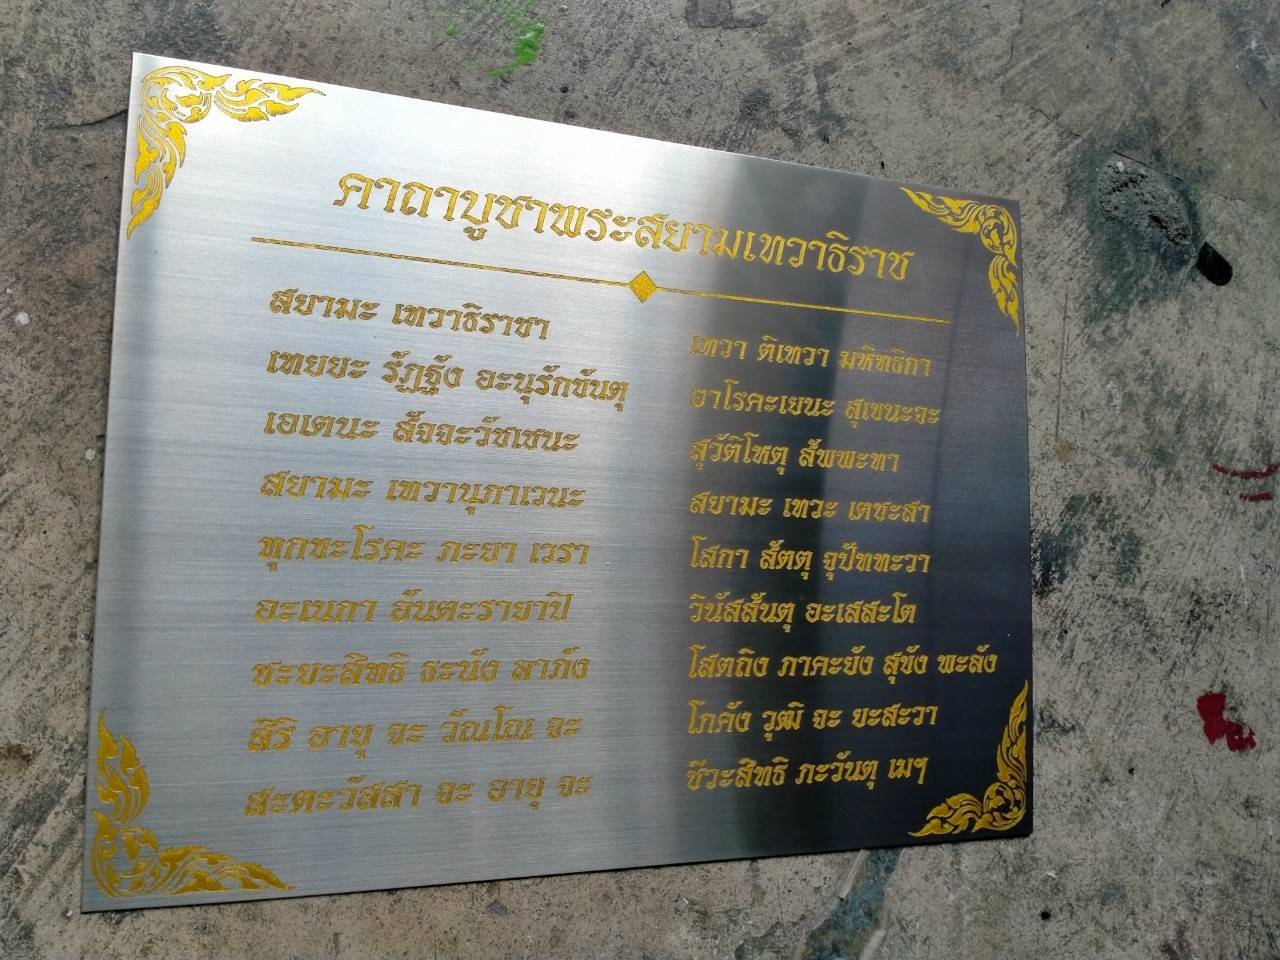 คาถาบูชาพระสยามเทวาธิราช
สยามะ เทวาธิราชา
เทยยะ รัฏฐัง อะนุรักขันตุ
เอเตนะ สัจจะวัชเชนะ
สยามะ เทวานุภาเวนะ
ทุกขะโรคะ ภะยา เวรา
อะเนกา อันตะรายาปิ
ชะยะสิทธิ ธะนัง ลาภัง
สิริ อายุ จะ วัณโณ จะ
สะตะวัสสา จะ อายุ จะ
เทวา ติเทวา มหิทธิกา
อาโรคะเยนะ สุเขนะจะ
สุวัติโหตุ สัพพะทา
สยามะ เทวะ เตชะสา
โสกา สัตตุ จุปัททะวา
วินัสสันตุ อะเสสะโต
โสตถิง ภาคะยัง สุขัง พะลัง
โภคัง วุฒิ จะ ยะสะวา
ชีวะสิทธิ ภะวันตุ เมฯ